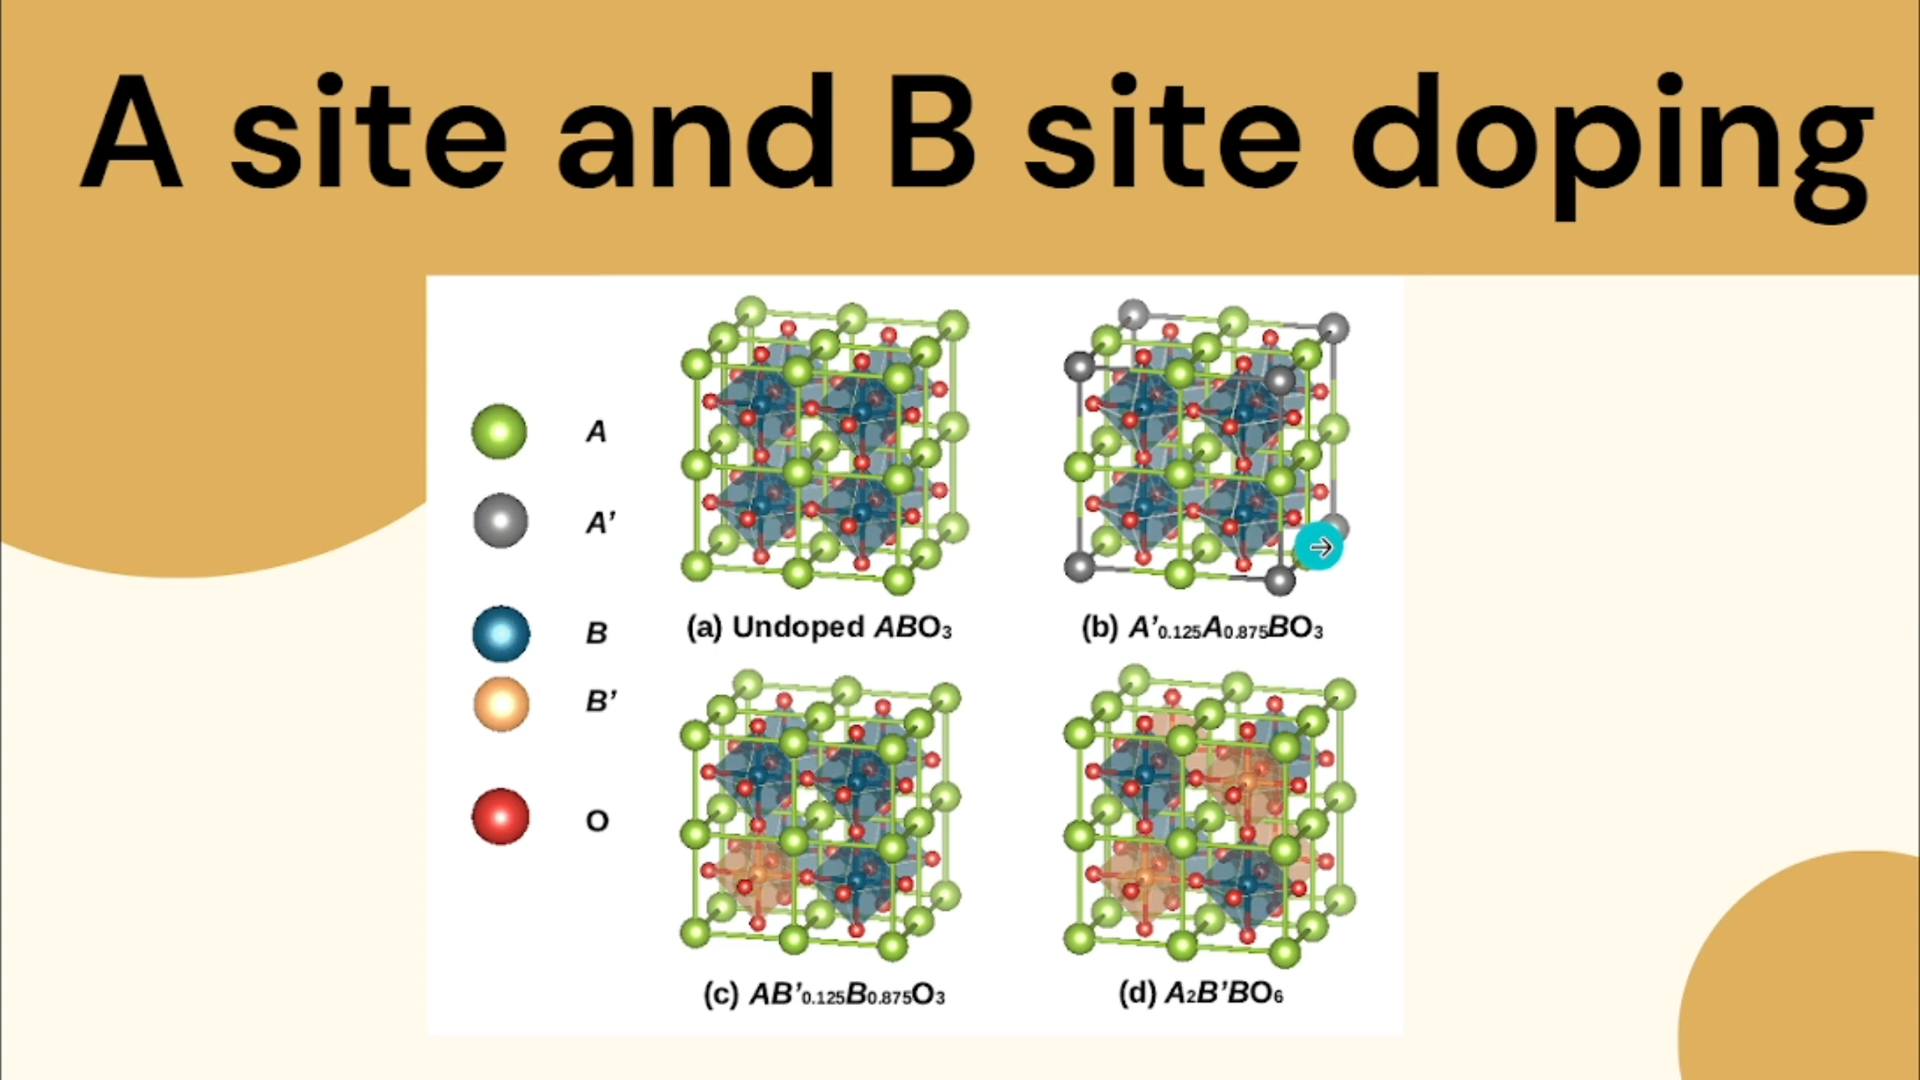 A site and B site doping
A
A’
B
B’
O
(a) Undoped ABO₃
(b) A’₀.₁₂₅A₀.₈₇₅BO₃
(c) AB’₀.₁₂₅B₀.₈₇₅O₃
(d) A₂B’BO₆